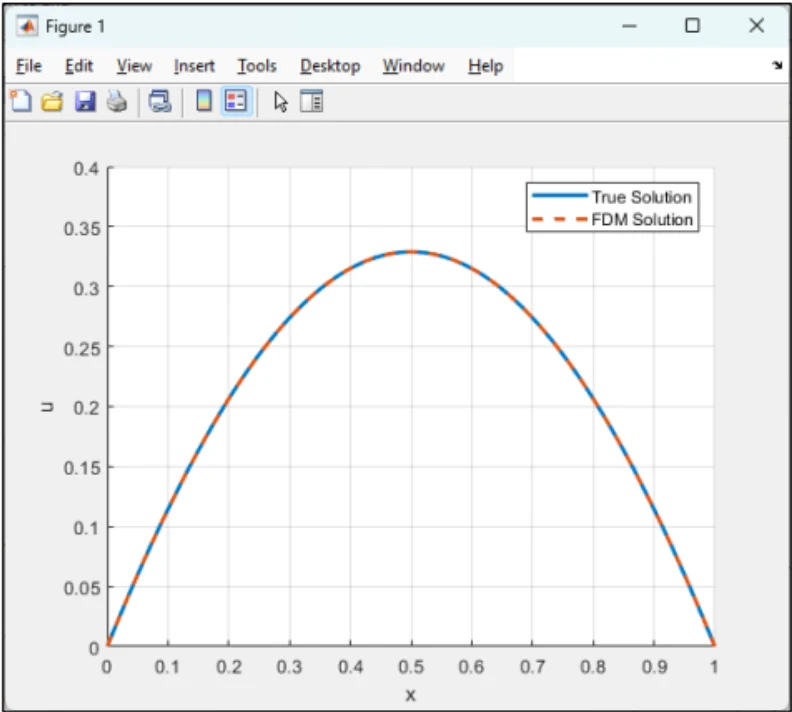 Figure 1
File Edit View Insert Tools Desktop Window Help
True Solution
FDM Solution
0.4
0.35
0.3
0.25
0.2
0.15
0.1
0.05
0
u
0 0.1 0.2 0.3 0.4 0.5 0.6 0.7 0.8 0.9 1
x